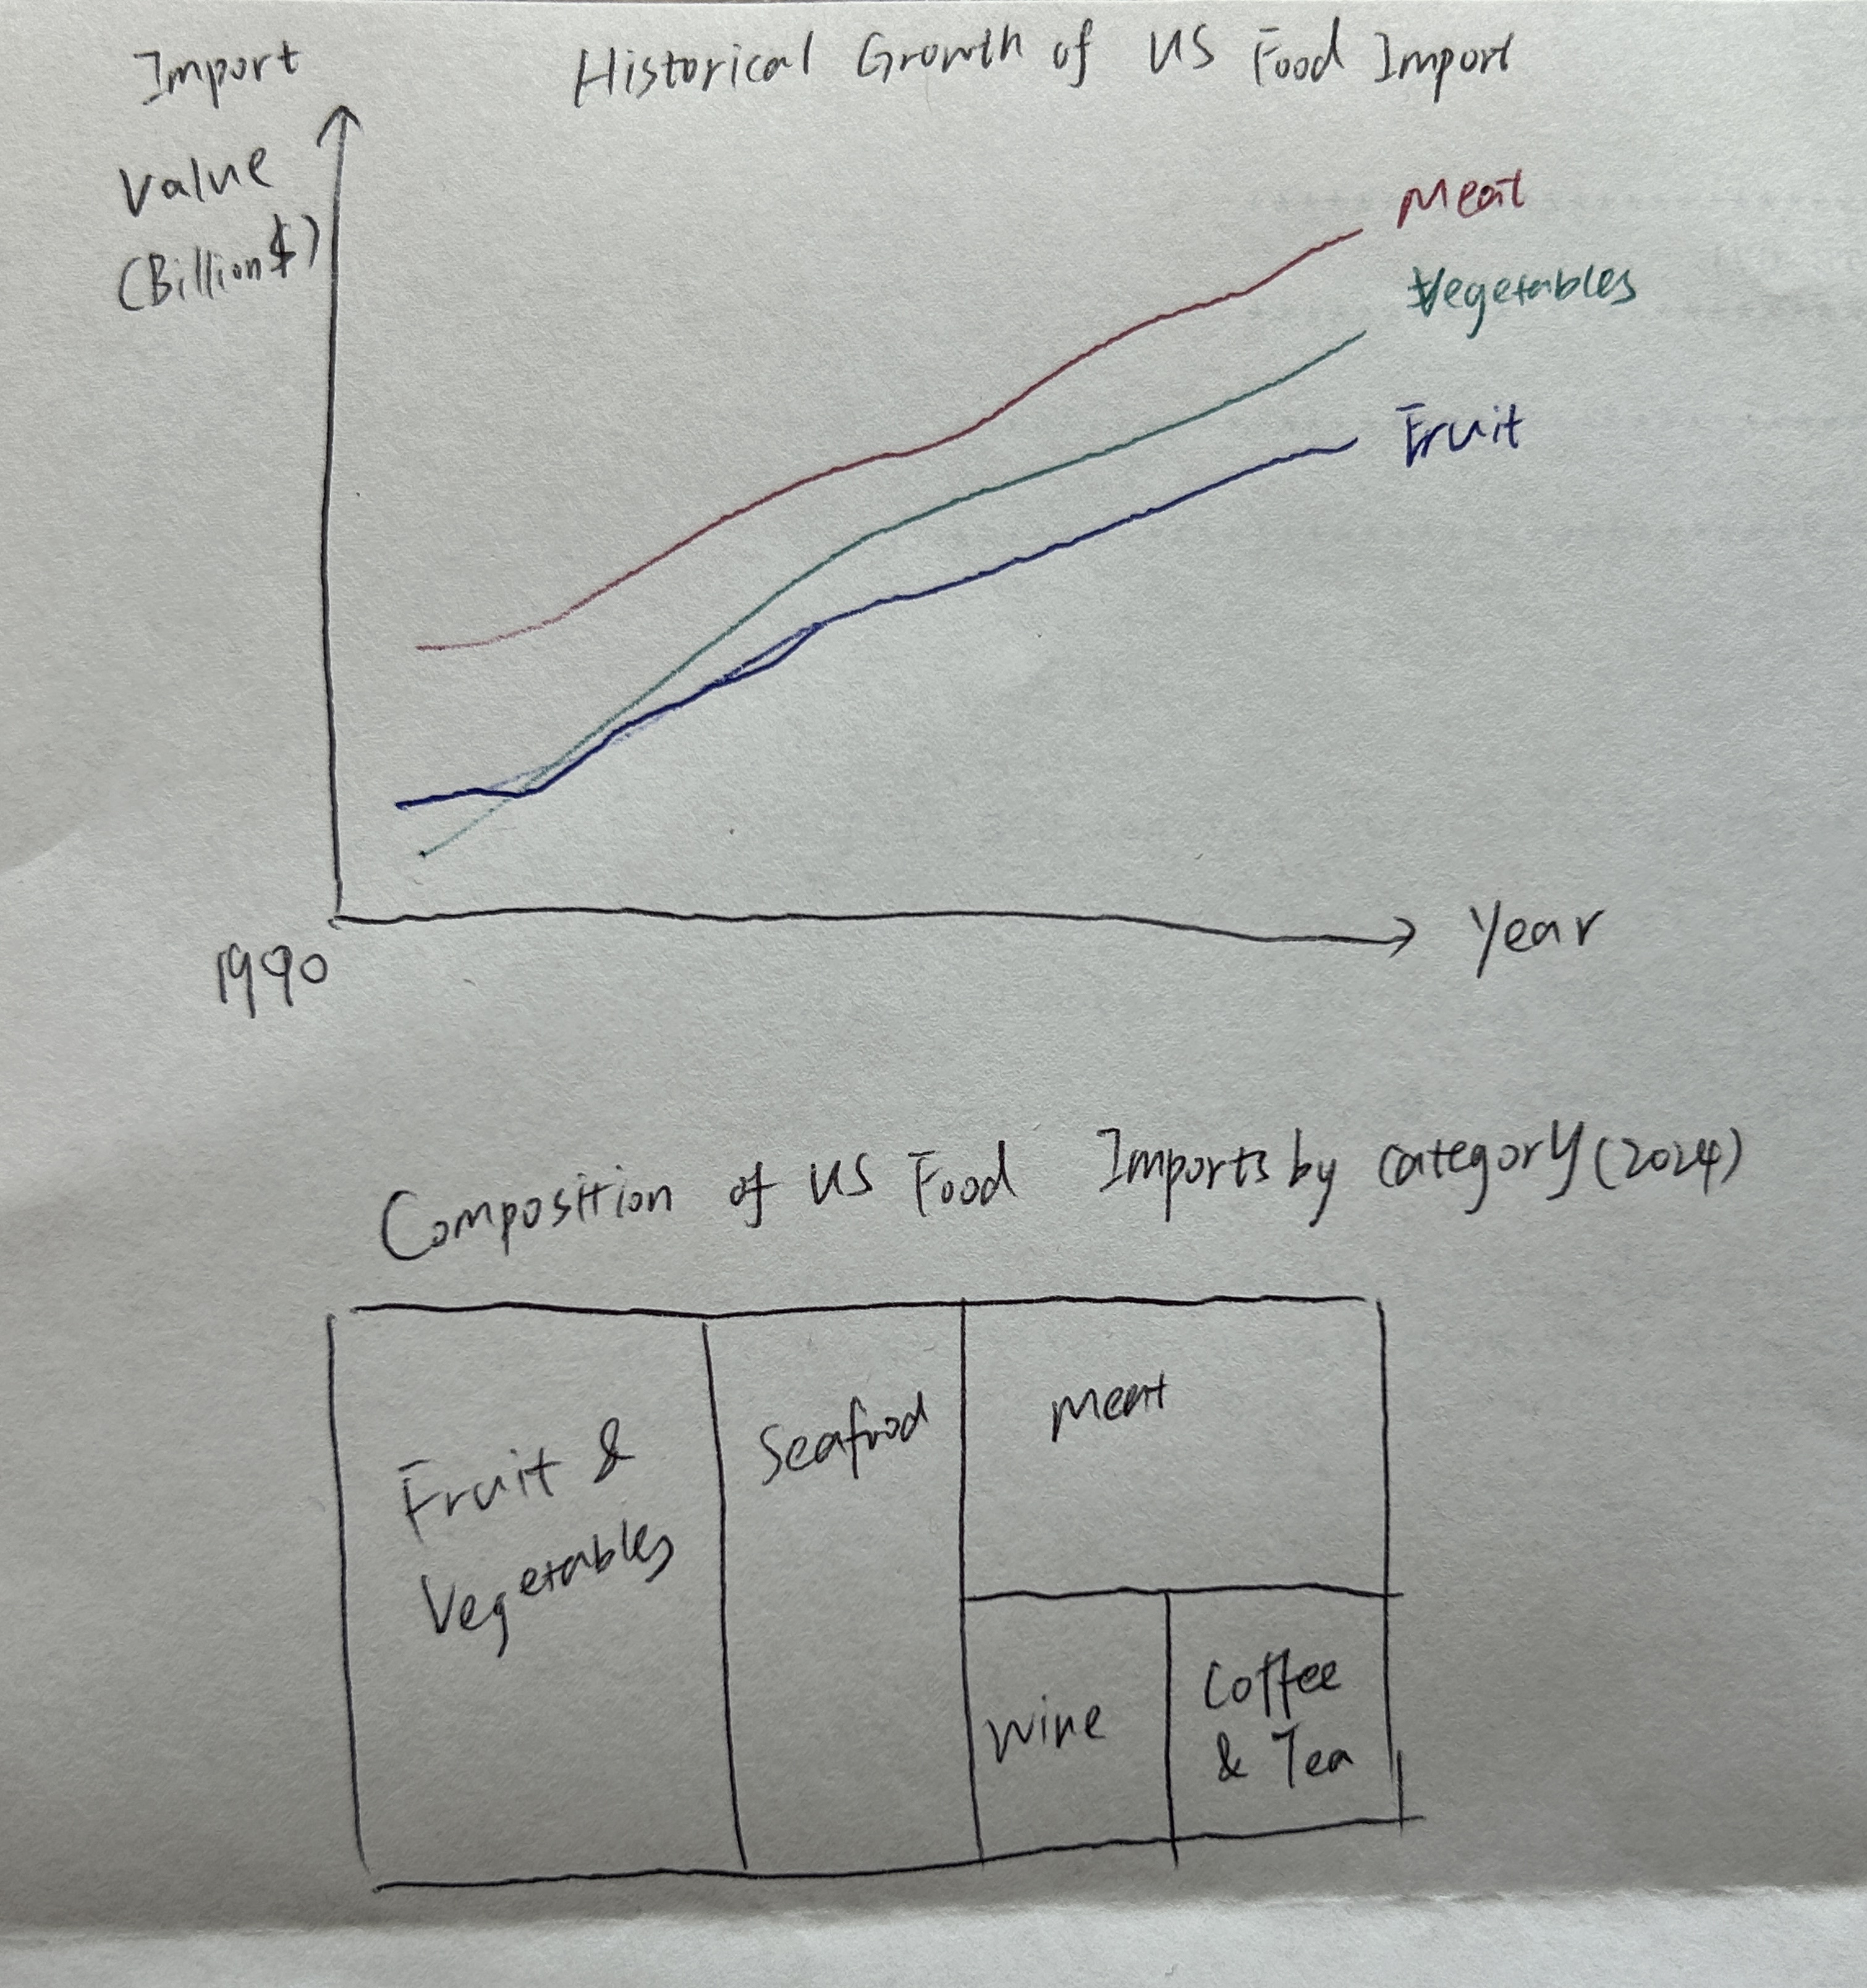 Import
Value
(Billion$)
Historical Growth of US Food Import
Meat
Vegetables
Fruit
1990
Year
Composition of US Food Imports by category (2024)
Fruit &
Vegetables
Seafood
Meat
Wine
Coffee
& Tea